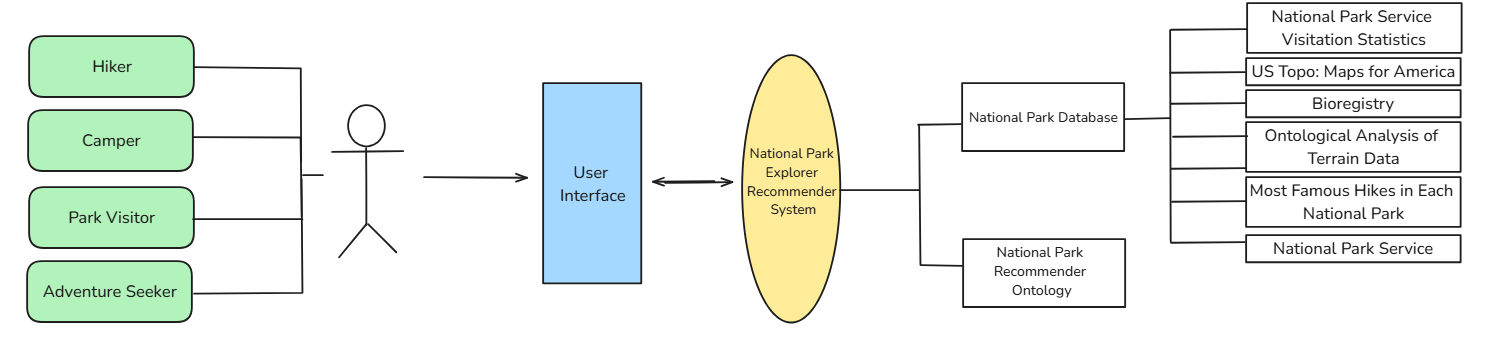 Hiker
Camper
Park Visitor
Adventure Seeker
User
Interface
National Park
Explorer
Recommender
System
National Park Database
National Park
Recommender
Ontology
National Park Service
Visitation Statistics
US Topo: Maps for America
Bioregistry
Ontological Analysis of
Terrain Data
Most Famous Hikes in Each
National Park
National Park Service